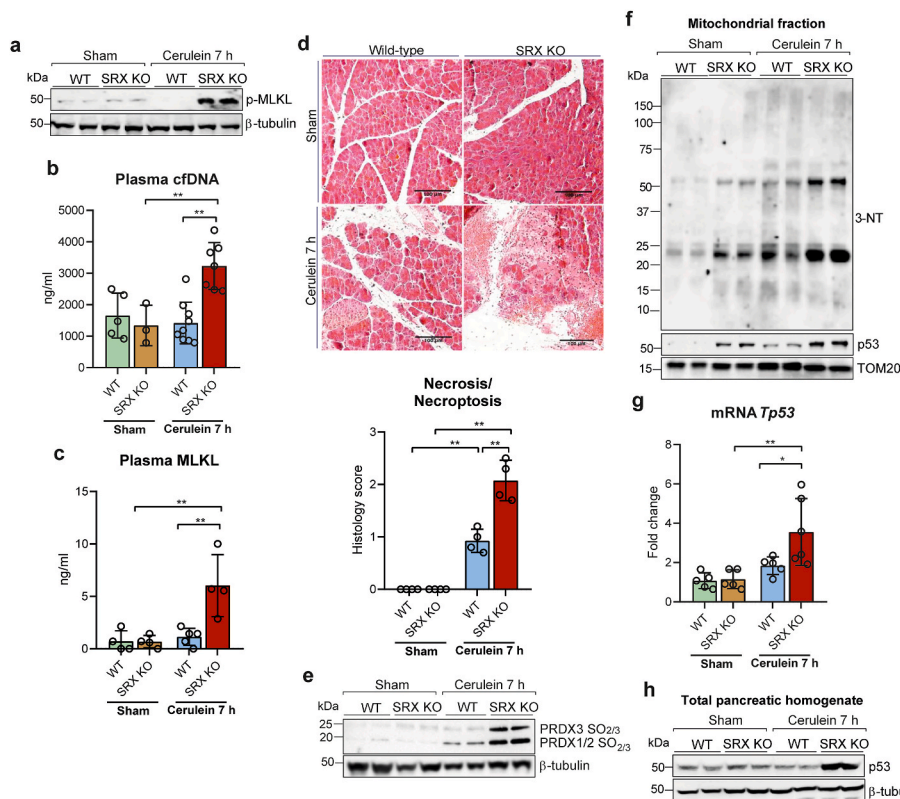 a
Sham
Cerulein 7 h
WT
SRX KO
WT
SRX KO
kDa
50
p-MLKL
50
β-tubulin
b
Plasma cfDNA
**
**
5000
4000
3000
2000
1000
0
ng/ml
WT
SRX KO
WT
SRX KO
Sham
Cerulein 7 h
c
Plasma MLKL
**
**
15
10
5
0
ng/ml
WT
SRX KO
WT
SRX KO
Sham
Cerulein 7 h
d
Wild-type
SRX KO
Sham
Cerulein 7 h
Necrosis/
Necroptosis
**
**
**
3
2
1
0
Histology score
WT
SRX KO
WT
SRX KO
Sham
Cerulein 7 h
e
Sham
Cerulein 7 h
kDa
WT
SRX KO
WT
SRX KO
25
20
PRDX3 SO2/3
PRDX1/2 SO2/3
50
β-tubulin
f
Mitochondrial fraction
Sham
Cerulein 7 h
WT
SRX KO
WT
SRX KO
kDa
150
100
75
50
37
25
20
15
3-NT
50
p53
15
TOM20
g
mRNA Tp53
**
*
8
6
4
2
0
Fold change
WT
SRX KO
WT
SRX KO
Sham
Cerulein 7 h
h
Total pancreatic homogenate
Sham
Cerulein 7 h
kDa
WT
SRX KO
WT
SRX KO
50
p53
50
β-tubu